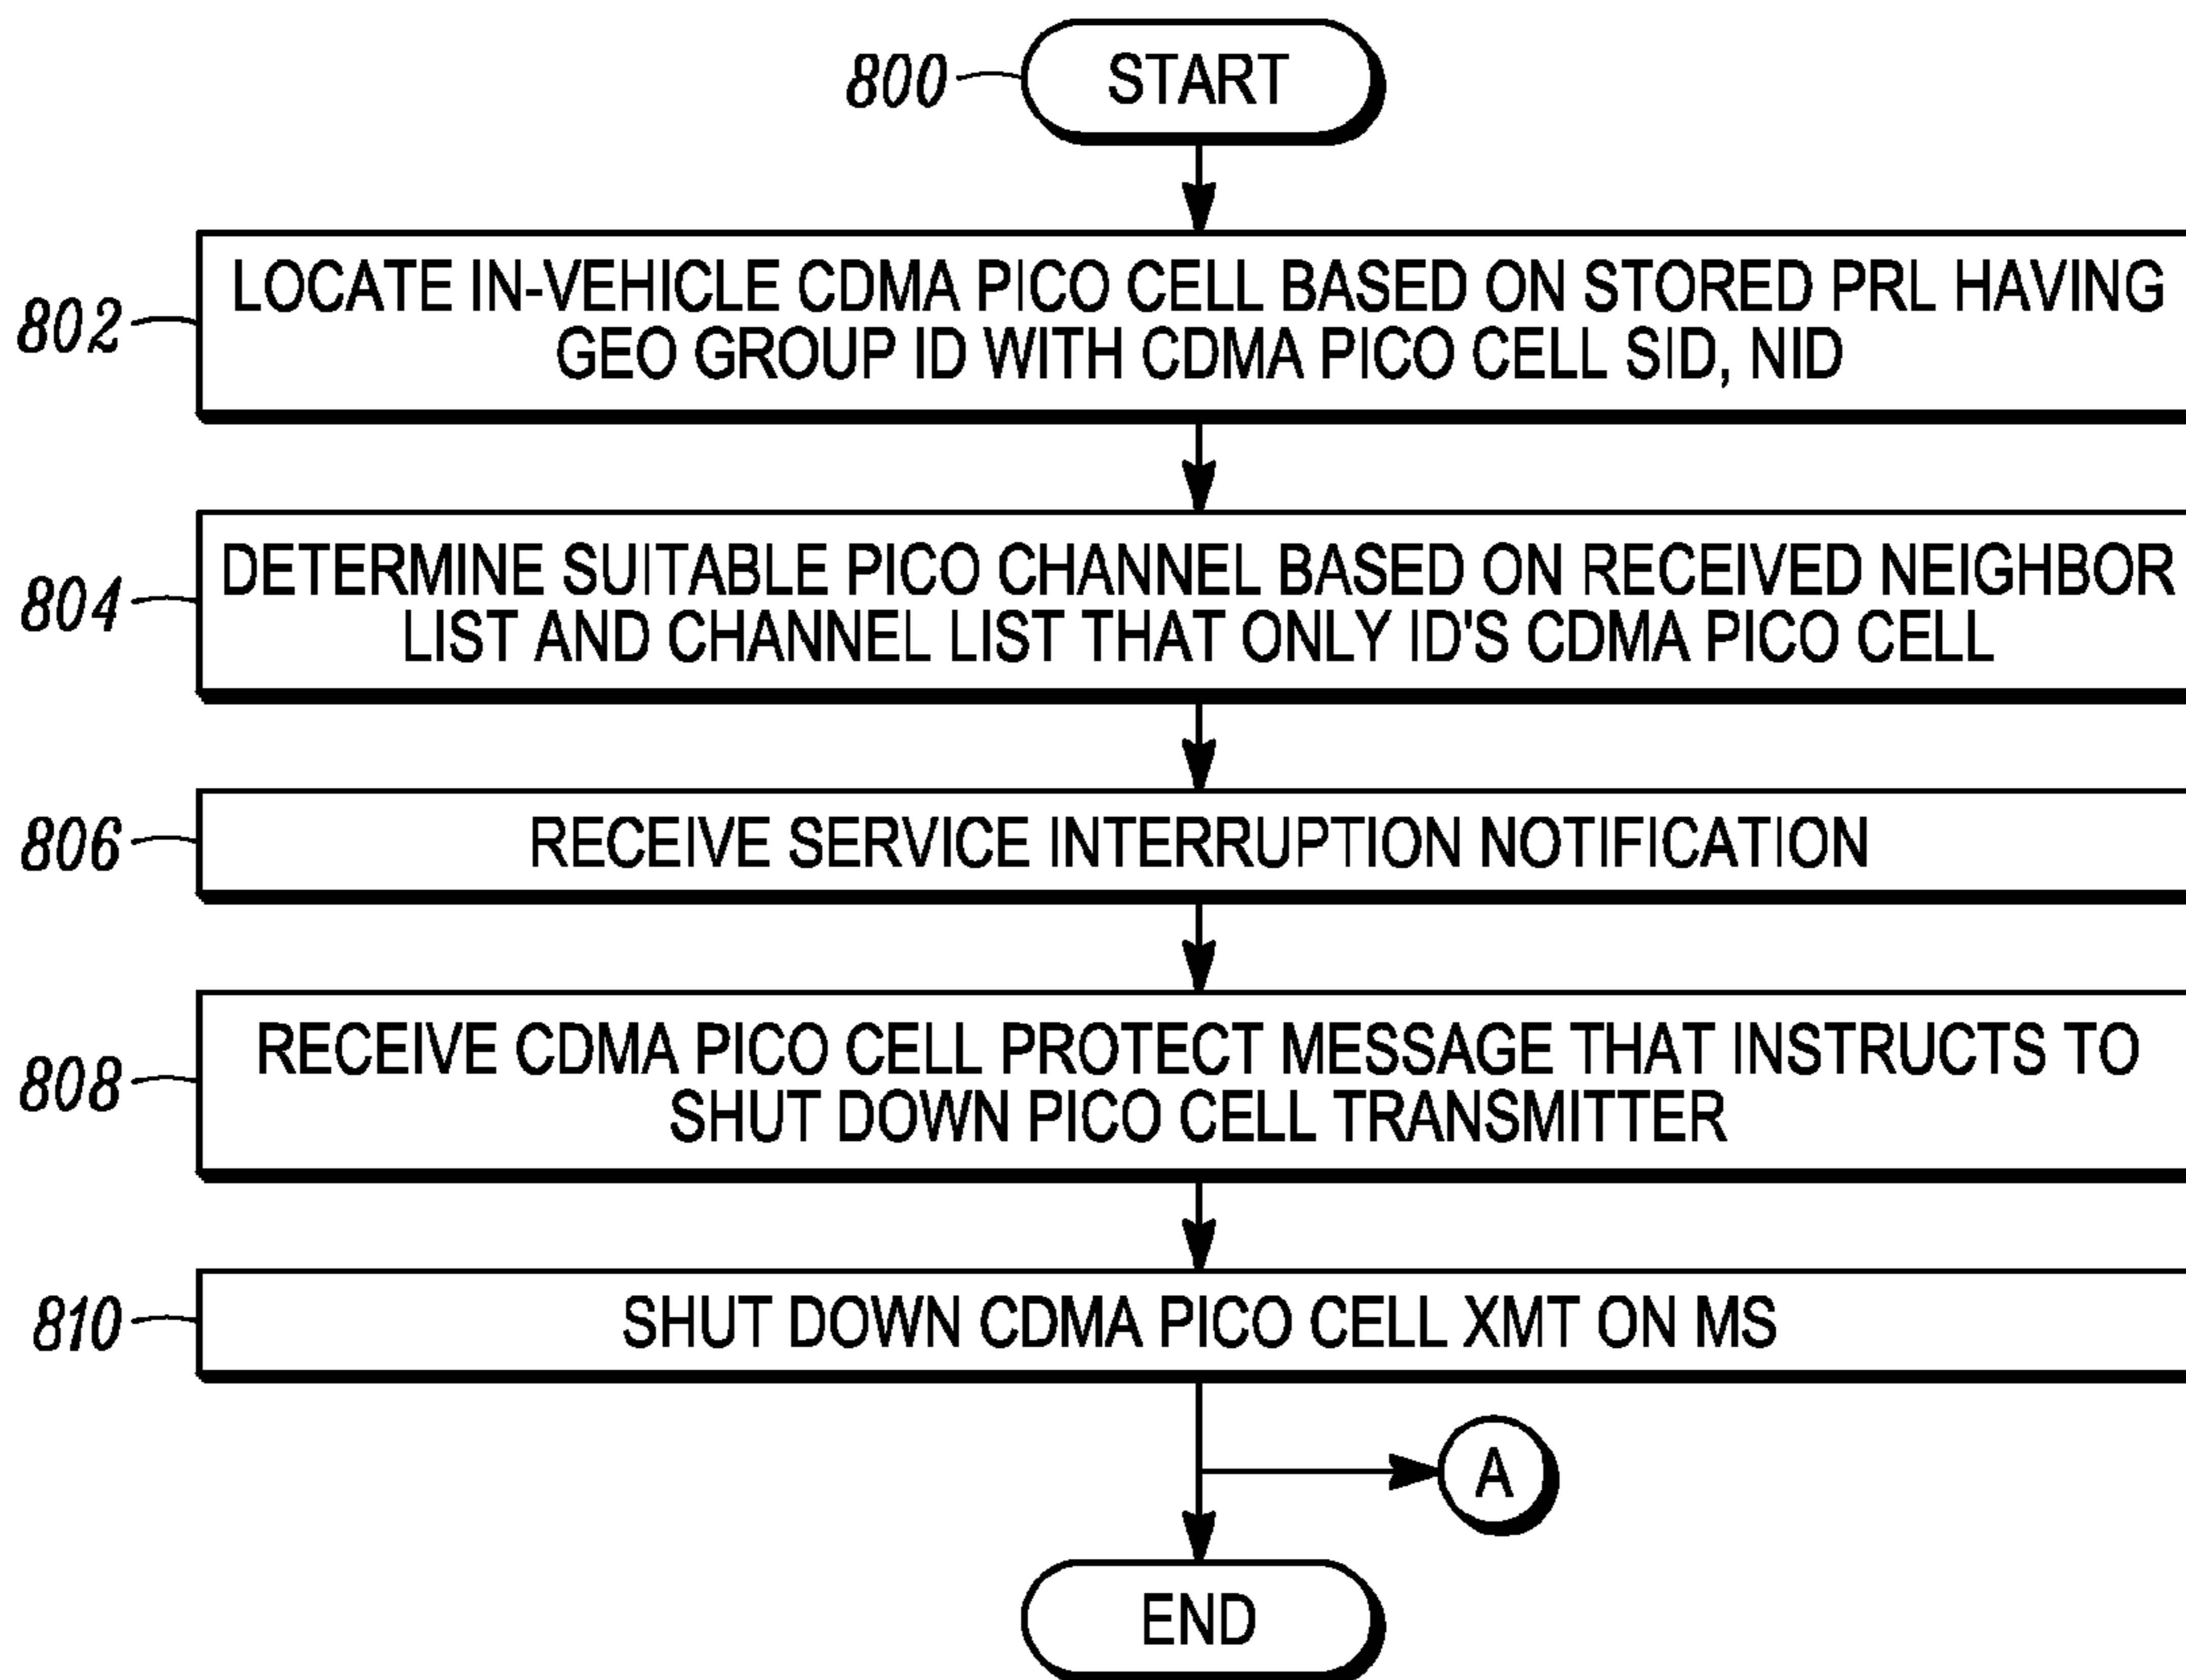 800
START
802
LOCATE IN-VEHICLE CDMA PICO CELL BASED ON STORED PRL HAVING
GEO GROUP ID WITH CDMA PICO CELL SID, NID
804
DETERMINE SUITABLE PICO CHANNEL BASED ON RECEIVED NEIGHBOR
LIST AND CHANNEL LIST THAT ONLY ID'S CDMA PICO CELL
806
RECEIVE SERVICE INTERRUPTION NOTIFICATION
808
RECEIVE CDMA PICO CELL PROTECT MESSAGE THAT INSTRUCTS TO
SHUT DOWN PICO CELL TRANSMITTER
810
SHUT DOWN CDMA PICO CELL XMT ON MS
A
END